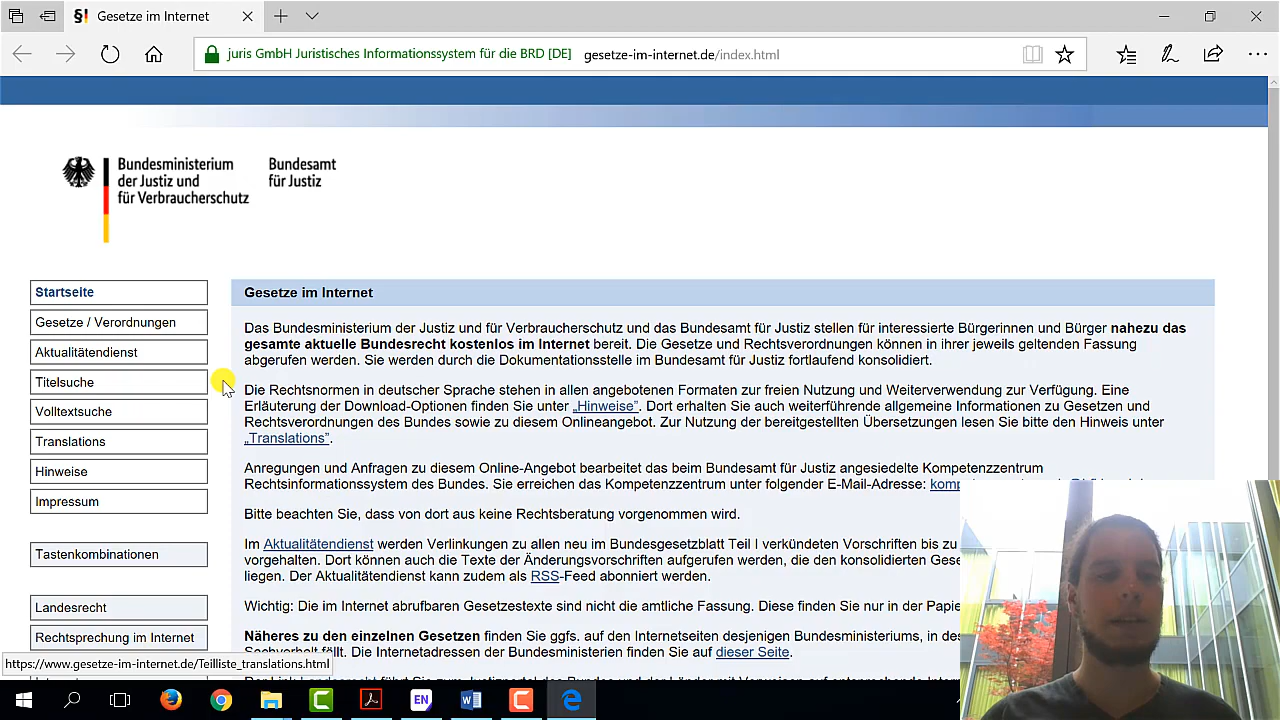 §! Gesetze im Internet
juris GmbH Juristisches Informationssystem für die BRD [DE] gesetze-im-internet.de/index.html
Bundesministerium
der Justiz und
für Verbraucherschutz
Bundesamt
für Justiz
Startseite
Gesetze / Verordnungen
Aktualitätendienst
Titelsuche
Volltextsuche
Translations
Hinweise
Impressum
Tastenkombinationen
Landesrecht
Rechtsprechung im Internet
Gesetze im Internet
Das Bundesministerium der Justiz und für Verbraucherschutz und das Bundesamt für Justiz stellen für interessierte Bürgerinnen und Bürger nahezu das
gesamte aktuelle Bundesrecht kostenlos im Internet bereit. Die Gesetze und Rechtsverordnungen können in ihrer jeweils geltenden Fassung
abgerufen werden. Sie werden durch die Dokumentationsstelle im Bundesamt für Justiz fortlaufend konsolidiert.
Die Rechtsnormen in deutscher Sprache stehen in allen angebotenen Formaten zur freien Nutzung und Weiterverwendung zur Verfügung. Eine
Erläuterung der Download-Optionen finden Sie unter „Hinweise”. Dort erhalten Sie auch weiterführende allgemeine Informationen zu Gesetzen und
Rechtsverordnungen des Bundes sowie zu diesem Onlineangebot. Zur Nutzung der bereitgestellten Übersetzungen lesen Sie bitte den Hinweis unter
„Translations”.
Anregungen und Anfragen zu diesem Online-Angebot bearbeitet das beim Bundesamt für Justiz angesiedelte Kompetenzzentrum
Rechtsinformationssystem des Bundes. Sie erreichen das Kompetenzzentrum unter folgender E-Mail-Adresse: komp
Bitte beachten Sie, dass von dort aus keine Rechtsberatung vorgenommen wird.
Im Aktualitätendienst werden Verlinkungen zu allen neu im Bundesgesetzblatt Teil I verkündeten Vorschriften bis zu
vorgehalten. Dort können auch die Texte der Änderungsvorschriften aufgerufen werden, die den konsolidierten Gese
liegen. Der Aktualitätendienst kann zudem als RSS-Feed abonniert werden.
Wichtig: Die im Internet abrufbaren Gesetzestexte sind nicht die amtliche Fassung. Diese finden Sie nur in der Papie
Näheres zu den einzelnen Gesetzen finden Sie ggfs. auf den Internetseiten desjenigen Bundesministeriums, in des
fällt. Die Internetadressen der Bundesministerien finden Sie auf dieser Seite.
https://www.gesetze-im-internet.de/Teilliste_translations.html
EN